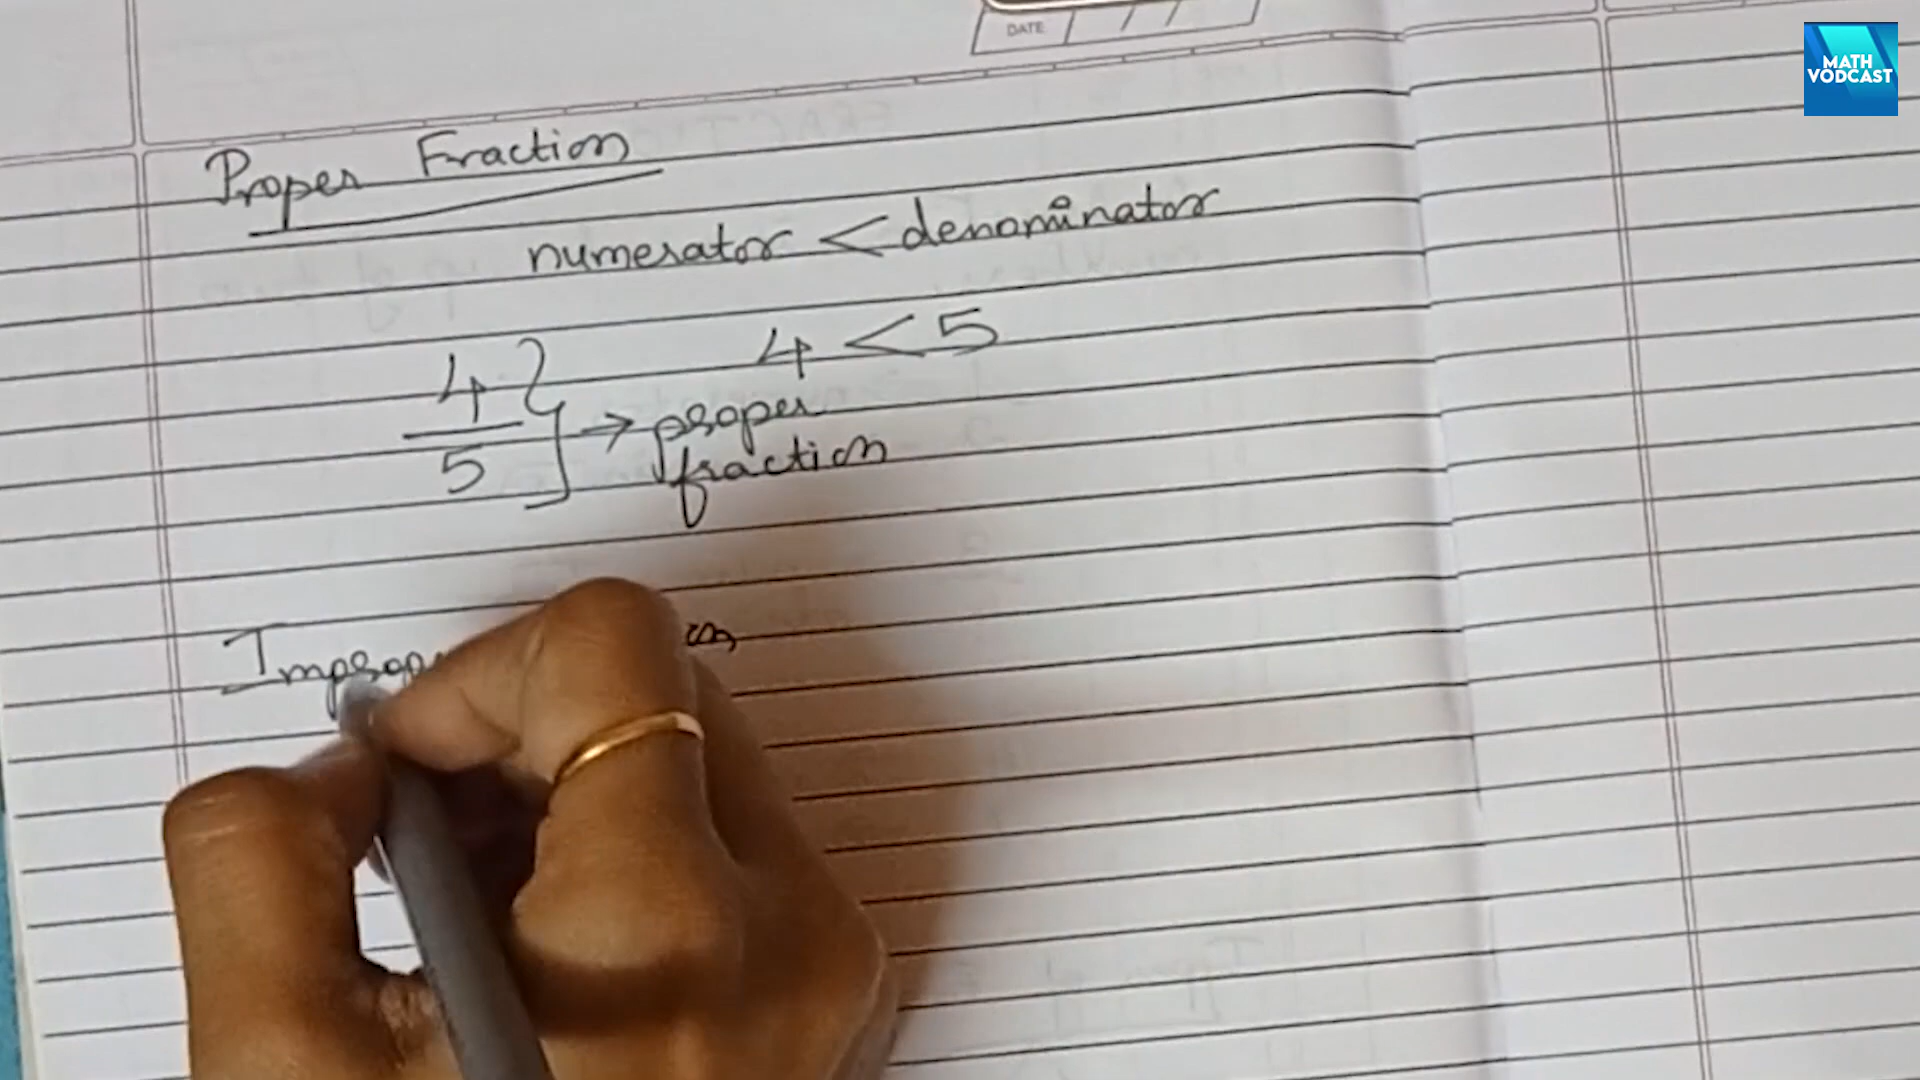 DATE
MATH
VODCAST
Proper Fraction
numerator < denominator
4 < 5
4
5
→ proper
fraction